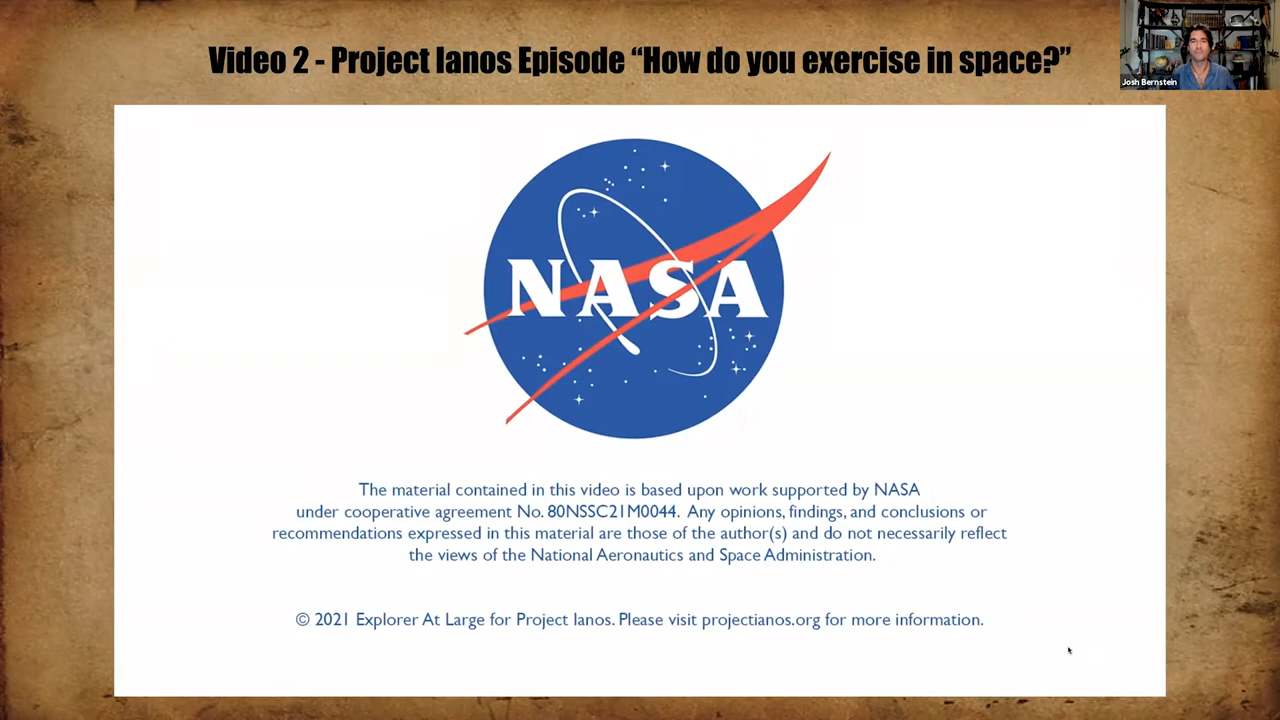 Video 2 - Project Ianos Episode “How do you exercise in space?”
Josh Bernstein
NASA
The material contained in this video is based upon work supported by NASA
under cooperative agreement No. 80NSSC21M0044. Any opinions, findings, and conclusions or
recommendations expressed in this material are those of the author(s) and do not necessarily reflect
the views of the National Aeronautics and Space Administration.
© 2021 Explorer At Large for Project Ianos. Please visit projectianos.org for more information.